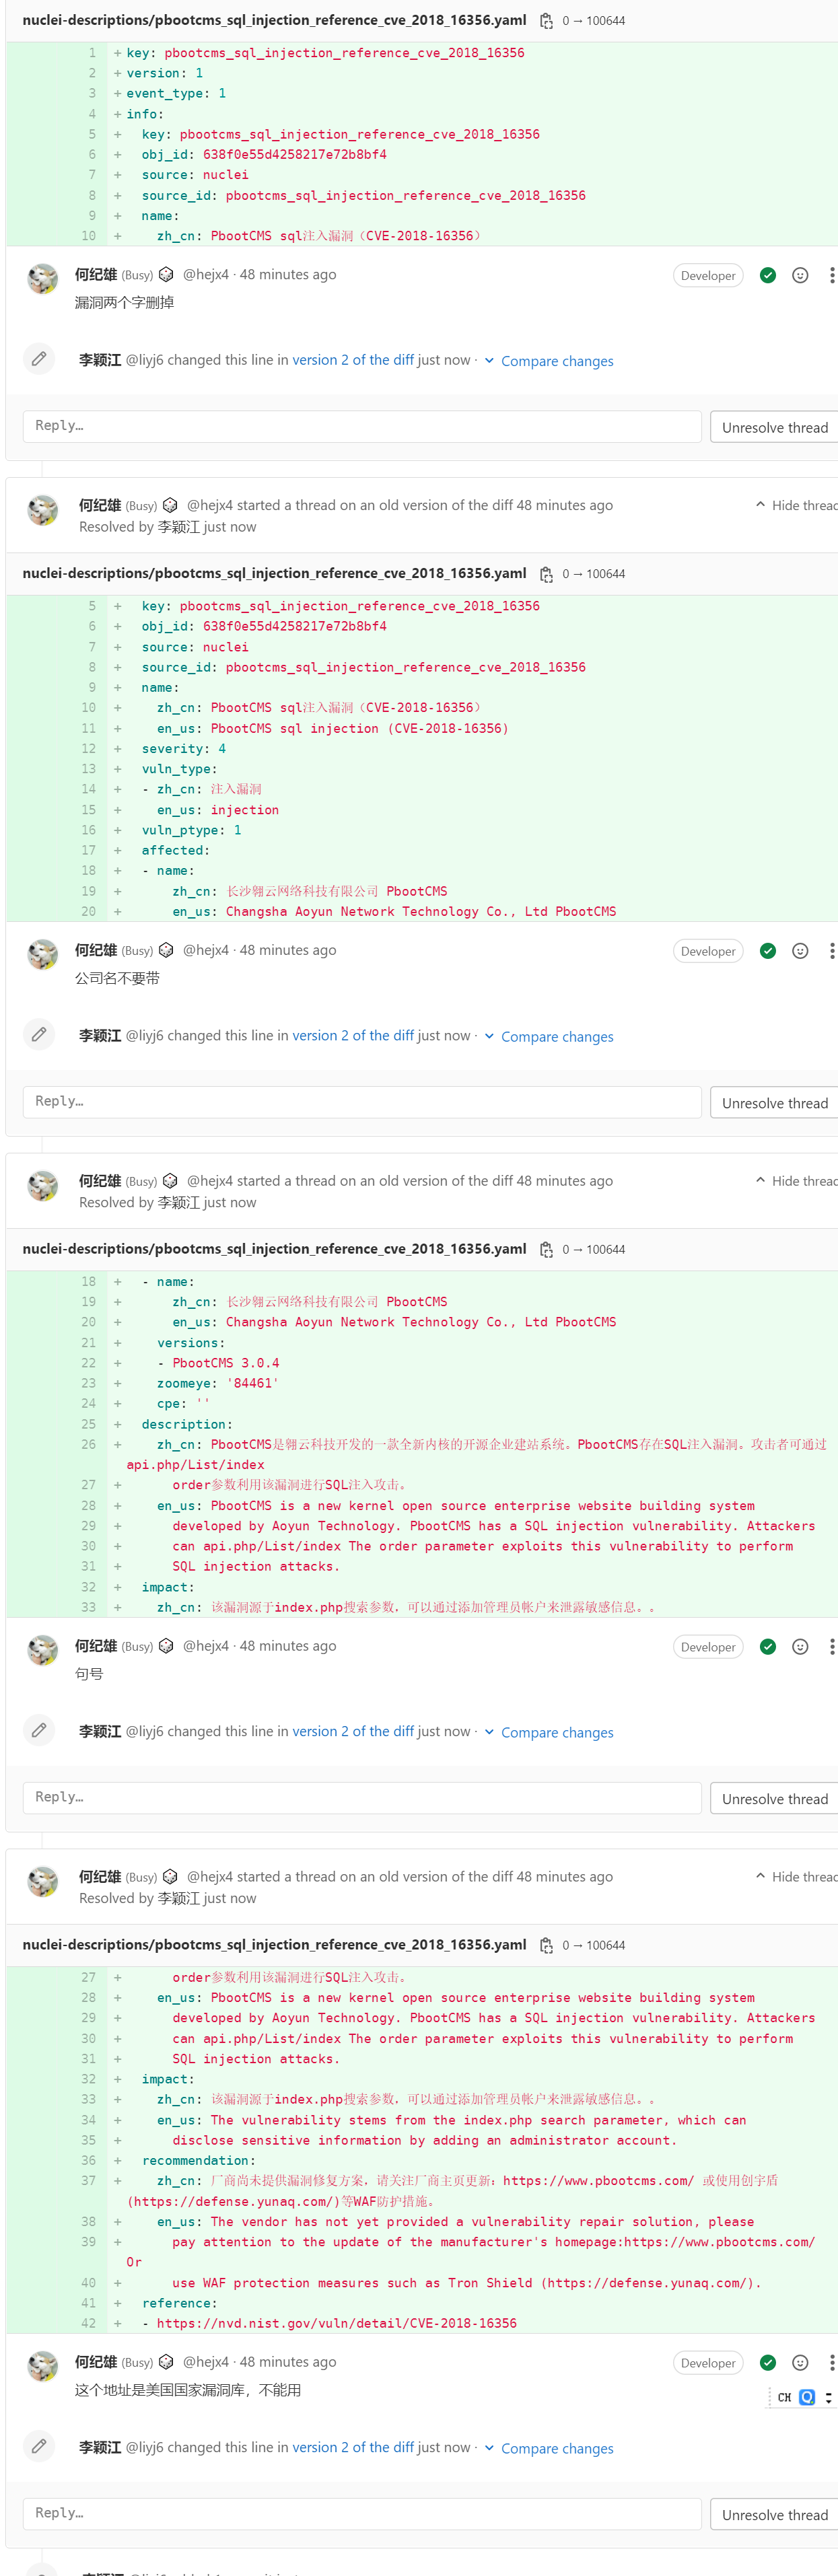 nuclei-descriptions/pbootcms_sql_injection_reference_cve_2018_16356.yaml 0 → 100644
1 + key: pbootcms_sql_injection_reference_cve_2018_16356
2 + version: 1
3 + event_type: 1
4 + info:
5 + key: pbootcms_sql_injection_reference_cve_2018_16356
6 + obj_id: 638f0e55d4258217e72b8bf4
7 + source: nuclei
8 + source_id: pbootcms_sql_injection_reference_cve_2018_16356
9 + name:
10 + zh_cn: PbootCMS sql注入漏洞（CVE-2018-16356）
何纪雄 (Busy) @hejx4 · 48 minutes ago Developer
漏洞两个字删掉
李颖江 @liyj6 changed this line in version 2 of the diff just now · Compare changes
Reply… Unresolve thread
何纪雄 (Busy) @hejx4 started a thread on an old version of the diff 48 minutes ago Hide threa
Resolved by 李颖江 just now
nuclei-descriptions/pbootcms_sql_injection_reference_cve_2018_16356.yaml 0 → 100644
5 + key: pbootcms_sql_injection_reference_cve_2018_16356
6 + obj_id: 638f0e55d4258217e72b8bf4
7 + source: nuclei
8 + source_id: pbootcms_sql_injection_reference_cve_2018_16356
9 + name:
10 + zh_cn: PbootCMS sql注入漏洞（CVE-2018-16356）
11 + en_us: PbootCMS sql injection (CVE-2018-16356)
12 + severity: 4
13 + vuln_type:
14 + - zh_cn: 注入漏洞
15 + en_us: injection
16 + vuln_ptype: 1
17 + affected:
18 + - name:
19 + zh_cn: 长沙翱云网络科技有限公司 PbootCMS
20 + en_us: Changsha Aoyun Network Technology Co., Ltd PbootCMS
何纪雄 (Busy) @hejx4 · 48 minutes ago Developer
公司名不要带
李颖江 @liyj6 changed this line in version 2 of the diff just now · Compare changes
Reply… Unresolve thread
何纪雄 (Busy) @hejx4 started a thread on an old version of the diff 48 minutes ago Hide threa
Resolved by 李颖江 just now
nuclei-descriptions/pbootcms_sql_injection_reference_cve_2018_16356.yaml 0 → 100644
18 + - name:
19 + zh_cn: 长沙翱云网络科技有限公司 PbootCMS
20 + en_us: Changsha Aoyun Network Technology Co., Ltd PbootCMS
21 + versions:
22 + - PbootCMS 3.0.4
23 + zoomeye: '84461'
24 + cpe: ''
25 + description:
26 + zh_cn: PbootCMS是翱云科技开发的一款全新内核的开源企业建站系统。PbootCMS存在SQL注入漏洞。攻击者可通过
api.php/List/index
27 + order参数利用该漏洞进行SQL注入攻击。
28 + en_us: PbootCMS is a new kernel open source enterprise website building system
29 + developed by Aoyun Technology. PbootCMS has a SQL injection vulnerability. Attackers
30 + can api.php/List/index The order parameter exploits this vulnerability to perform
31 + SQL injection attacks.
32 + impact:
33 + zh_cn: 该漏洞源于index.php搜索参数，可以通过添加管理员帐户来泄露敏感信息。。
何纪雄 (Busy) @hejx4 · 48 minutes ago Developer
句号
李颖江 @liyj6 changed this line in version 2 of the diff just now · Compare changes
Reply… Unresolve thread
何纪雄 (Busy) @hejx4 started a thread on an old version of the diff 48 minutes ago Hide threa
Resolved by 李颖江 just now
nuclei-descriptions/pbootcms_sql_injection_reference_cve_2018_16356.yaml 0 → 100644
27 + order参数利用该漏洞进行SQL注入攻击。
28 + en_us: PbootCMS is a new kernel open source enterprise website building system
29 + developed by Aoyun Technology. PbootCMS has a SQL injection vulnerability. Attackers
30 + can api.php/List/index The order parameter exploits this vulnerability to perform
31 + SQL injection attacks.
32 + impact:
33 + zh_cn: 该漏洞源于index.php搜索参数，可以通过添加管理员帐户来泄露敏感信息。。
34 + en_us: The vulnerability stems from the index.php search parameter, which can
35 + disclose sensitive information by adding an administrator account.
36 + recommendation:
37 + zh_cn: 厂商尚未提供漏洞修复方案，请关注厂商主页更新：https://www.pbootcms.com/ 或使用创宇盾
(https://defense.yunaq.com/)等WAF防护措施。
38 + en_us: The vendor has not yet provided a vulnerability repair solution, please
39 + pay attention to the update of the manufacturer's homepage:https://www.pbootcms.com/
Or
40 + use WAF protection measures such as Tron Shield (https://defense.yunaq.com/).
41 + reference:
42 + - https://nvd.nist.gov/vuln/detail/CVE-2018-16356
何纪雄 (Busy) @hejx4 · 48 minutes ago Developer
这个地址是美国国家漏洞库，不能用
CH
李颖江 @liyj6 changed this line in version 2 of the diff just now · Compare changes
Reply… Unresolve thread